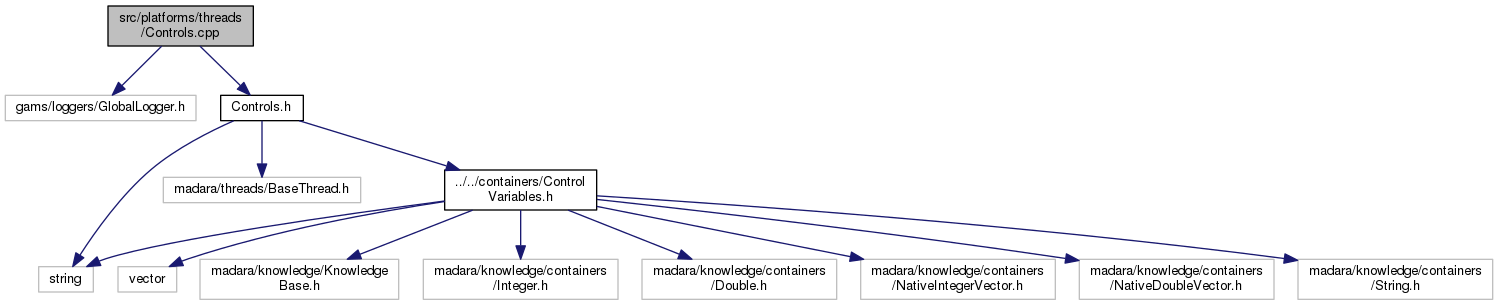 src/platforms/threads
/Controls.cpp
gams/loggers/GlobalLogger.h
Controls.h
madara/threads/BaseThread.h
../../containers/Control
Variables.h
string
vector
madara/knowledge/Knowledge
Base.h
madara/knowledge/containers
/Integer.h
madara/knowledge/containers
/Double.h
madara/knowledge/containers
/NativeIntegerVector.h
madara/knowledge/containers
/NativeDoubleVector.h
madara/knowledge/containers
/String.h